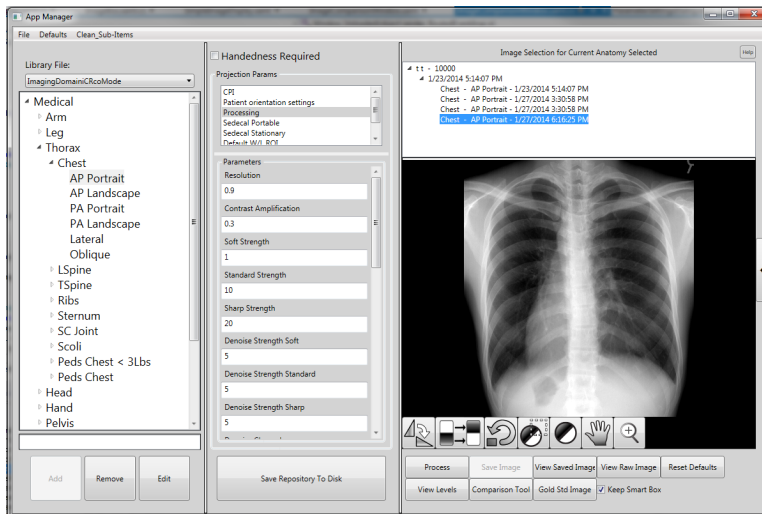 App Manager
File Defaults Clean_Sub-Items
Library File:
ImagingDomain\CRcoMode
Medical
Arm
Leg
Thorax
Chest
AP Portrait
AP Landscape
PA Portrait
PA Landscape
Lateral
Oblique
LSpine
TSpine
Ribs
Sternum
SC Joint
Scoli
Peds Chest < 3Lbs
Peds Chest
Head
Hand
Pelvis
Add Remove Edit
Handedness Required
Projection Params
CPI
Patient orientation settings
Processing
Sedecal Portable
Sedecal Stationary
Default W/L ROI
Parameters
Resolution
0.9
Contrast Amplification
0.3
Soft Strength
1
Standard Strength
10
Sharp Strength
20
Denoise Strength Soft
5
Denoise Strength Standard
5
Denoise Strength Sharp
5
Save Repository To Disk
Image Selection for Current Anatomy Selected
Help
tt - 10000
1/23/2014 5:14:07 PM
Chest - AP Portrait - 1/23/2014 5:14:07 PM
Chest - AP Portrait - 1/27/2014 3:30:58 PM
Chest - AP Portrait - 1/27/2014 3:30:58 PM
Chest - AP Portrait - 1/27/2014 6:16:25 PM
Process Save Image View Saved Image View Raw Image Reset Defaults
View Levels Comparison Tool Gold Std Image Keep Smart Box